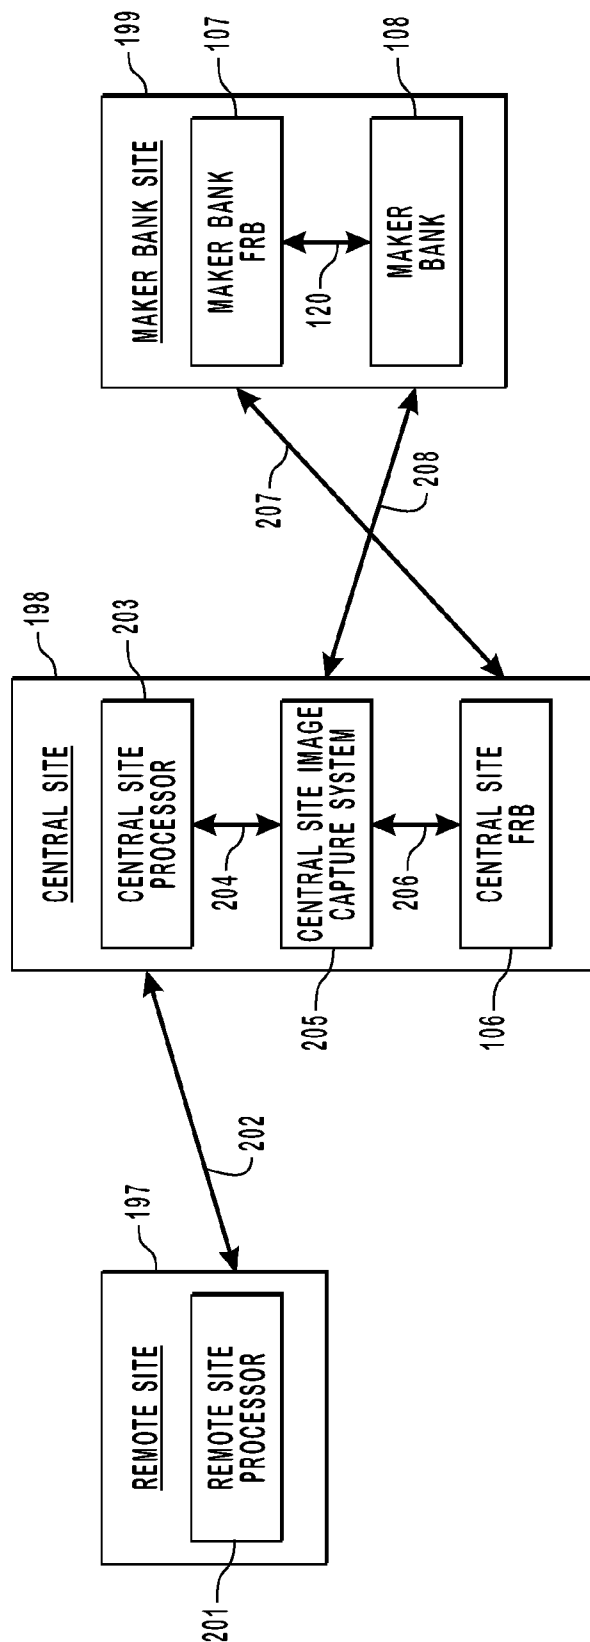 REMOTE SITE
197
REMOTE SITE
PROCESSOR
201
202
CENTRAL SITE
198
CENTRAL SITE
PROCESSOR
203
204
CENTRAL SITE IMAGE
CAPTURE SYSTEM
205
206
CENTRAL SITE
FRB
106
207
208
MAKER BANK SITE
199
MAKER BANK
FRB
107
120
MAKER
BANK
108